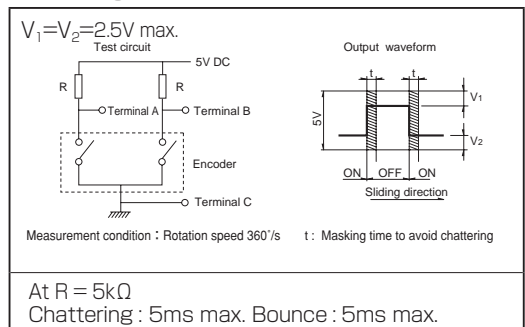 V₁=V₂=2.5V max.
Test circuit
Output waveform
5V DC
R
R
Terminal A
Terminal B
Encoder
Terminal C
t
t
V₁
5V
V₂
ON
OFF
ON
Sliding direction
Measurement condition：Rotation speed 360˚/s
t : Masking time to avoid chattering
At R = 5kΩ
Chattering : 5ms max. Bounce : 5ms max.